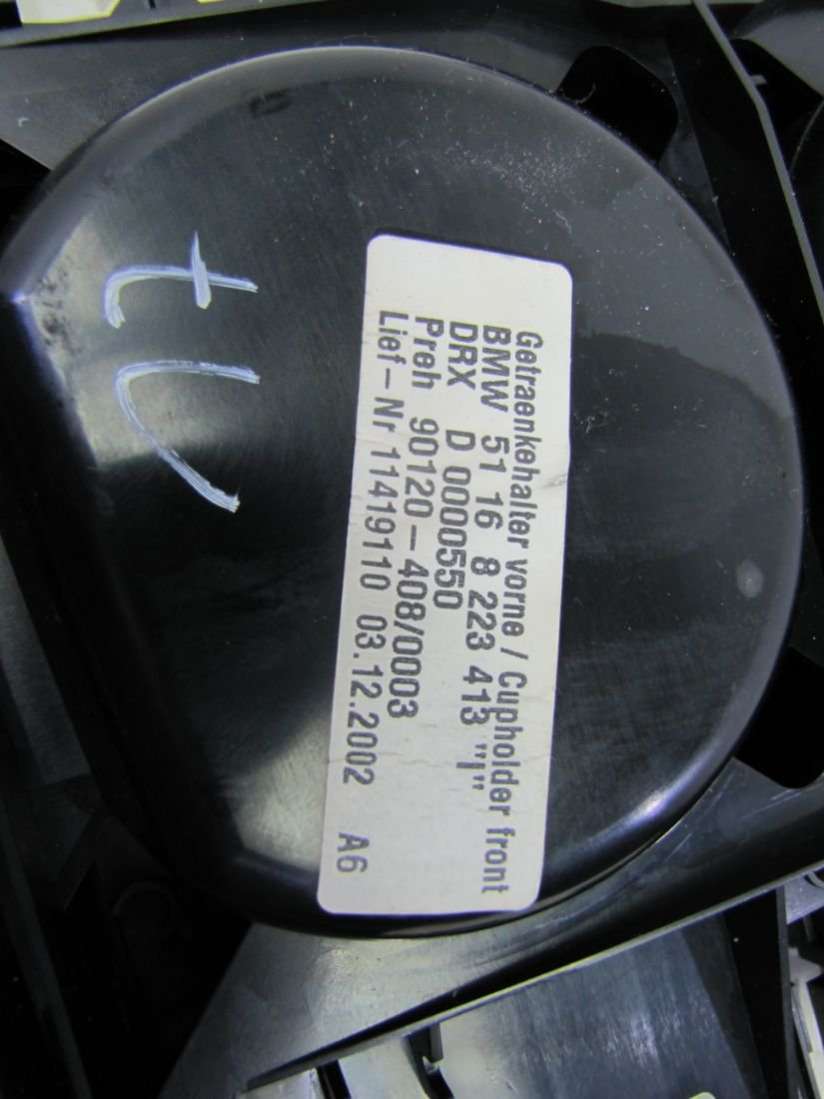 Getraenkehalter vorne / Cupholder front
BMW 51 16 8 223 413 "I"
DRX D 0000550
Preh 90120-408/0003
Lief-Nr 11419110 03.12.2002 A6